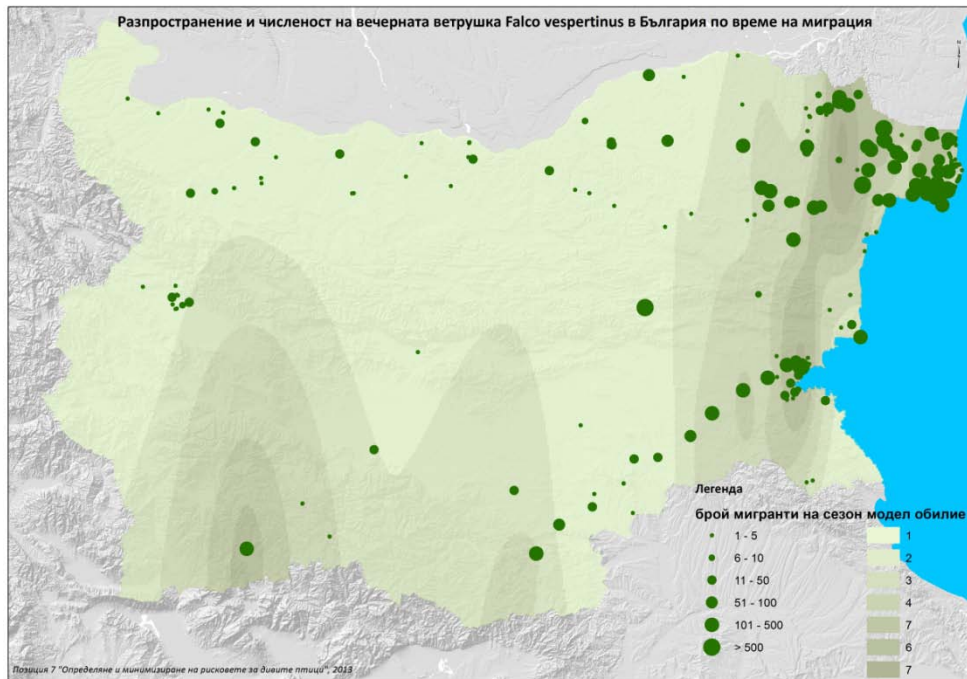 Разпространение и численост на вечерната ветрушка Falco vespertinus в България по време на миграция
Легенда
брой мигранти на сезон модел обилие
1 - 5
6 - 10
11 - 50
51 - 100
101 - 500
> 500
1
2
3
4
7
6
7
Позиция 7 "Определяне и минимизиране на рисковете за дивите птици", 2013